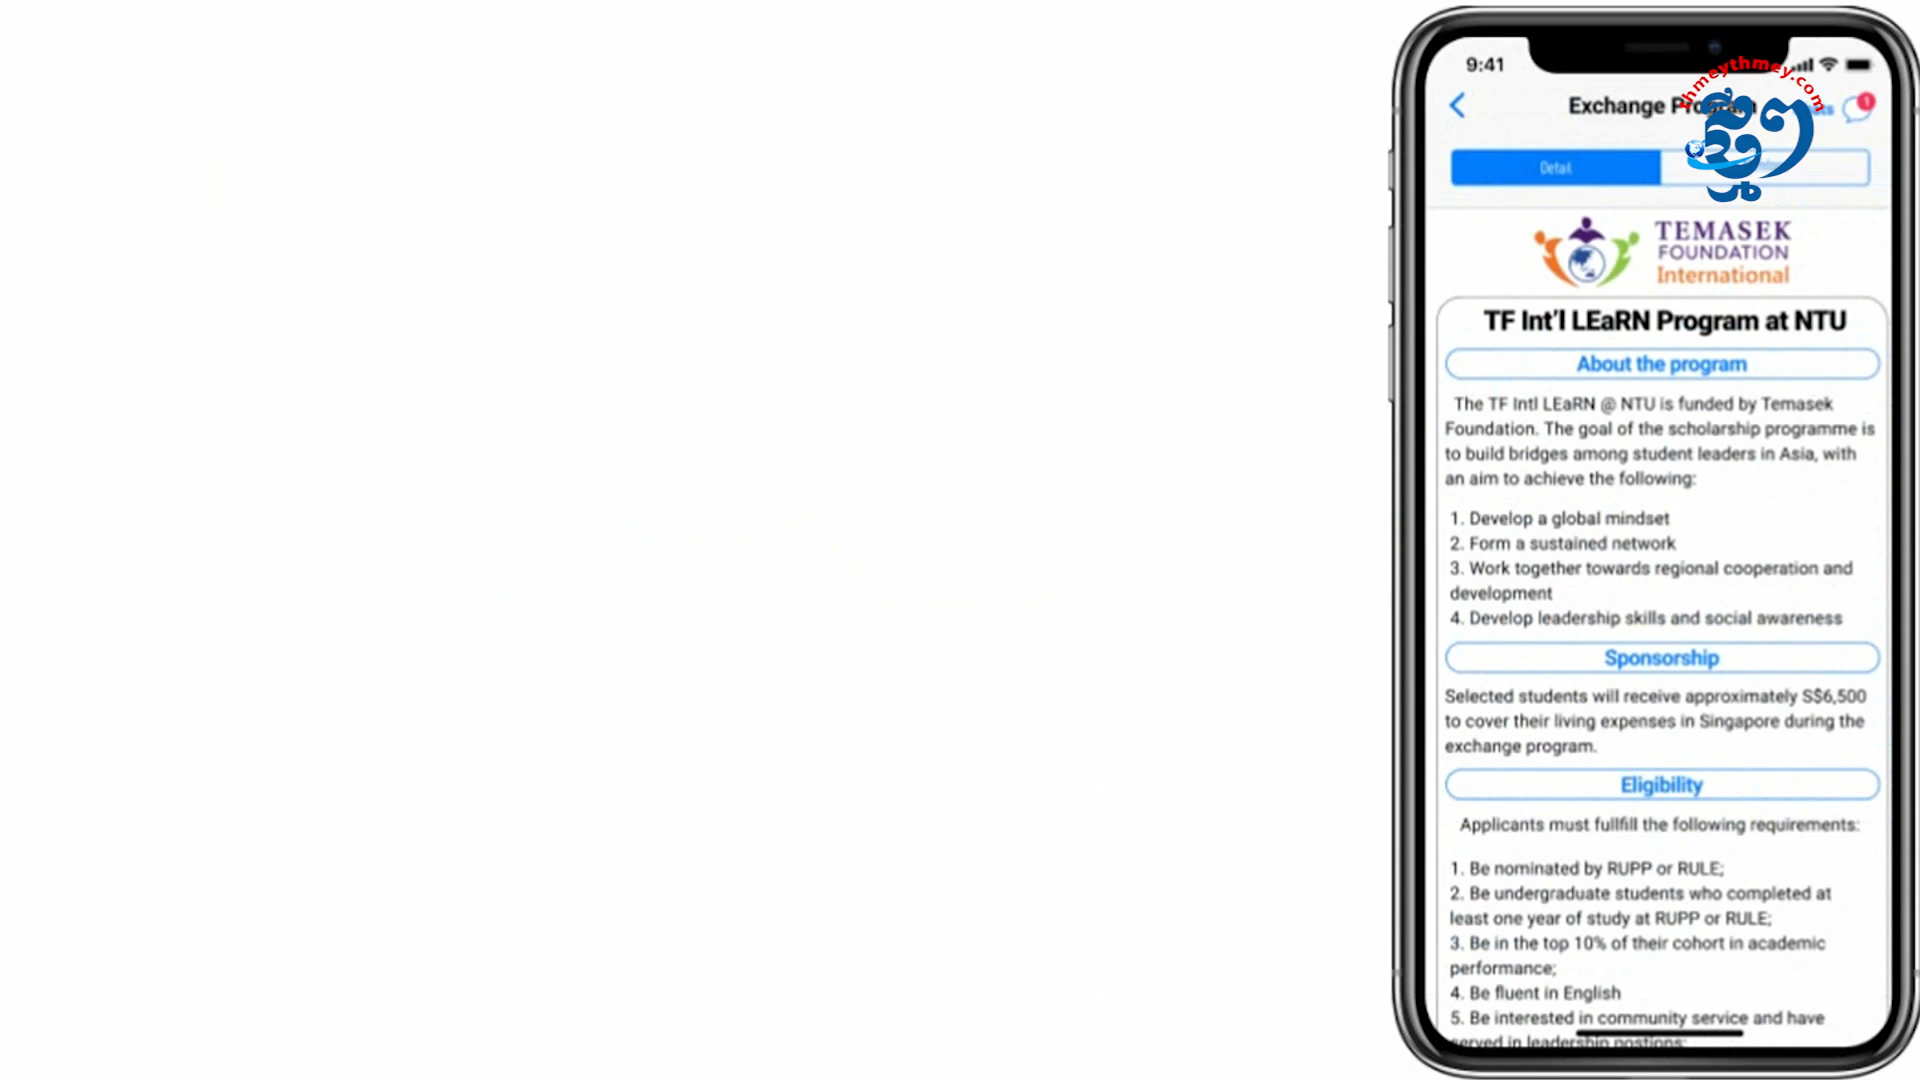 9:41
thmeythmey.com
Exchange Program
1
Detail
TEMASEK
FOUNDATION
International
TF Int'l LEaRN Program at NTU
About the program
The TF Intl LEaRN @ NTU is funded by Temasek
Foundation. The goal of the scholarship programme is
to build bridges among student leaders in Asia, with
an aim to achieve the following:
1. Develop a global mindset
2. Form a sustained network
3. Work together towards regional cooperation and
development
4. Develop leadership skills and social awareness
Sponsorship
Selected students will receive approximately S$6,500
to cover their living expenses in Singapore during the
exchange program.
Eligibility
Applicants must fullfill the following requirements:
1. Be nominated by RUPP or RULE;
2. Be undergraduate students who completed at
least one year of study at RUPP or RULE;
3. Be in the top 10% of their cohort in academic
performance;
4. Be fluent in English
5. Be interested in community service and have
served in leadership postions;